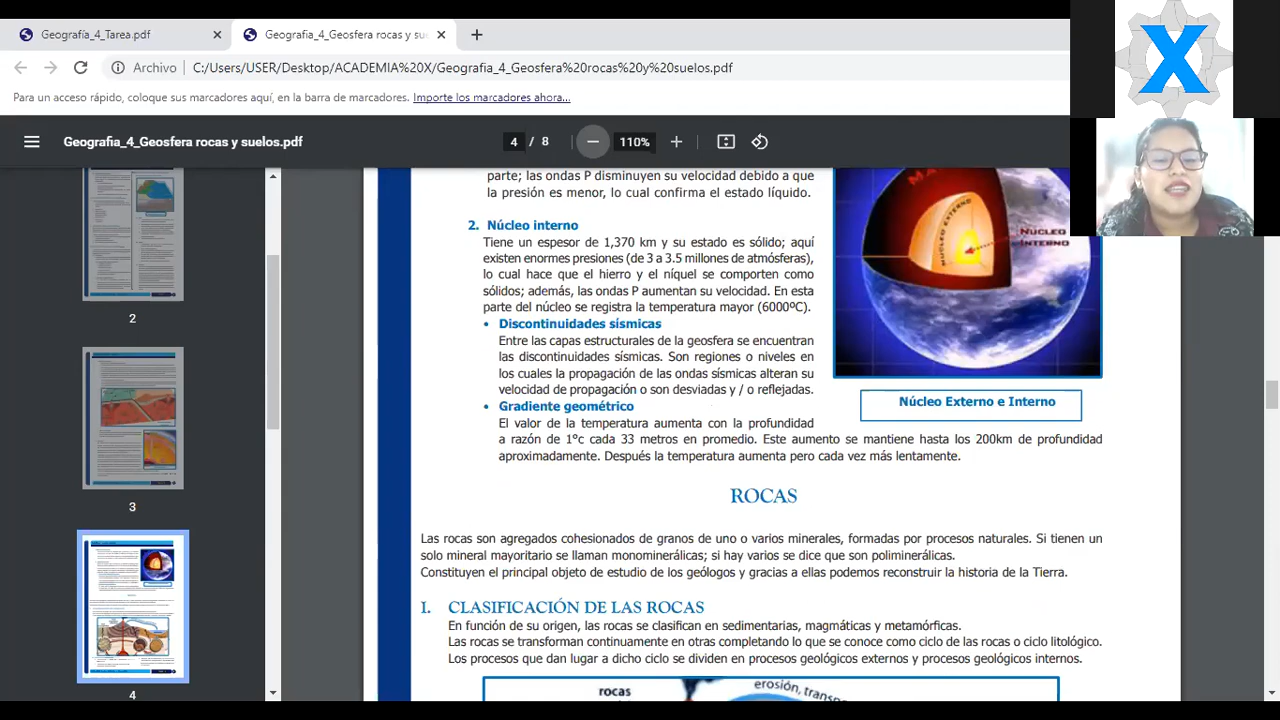 Geografía_4_Tarea.pdf
Geografia_4_Geosfera rocas y su
Archivo C:/Users/USER/Desktop/ACADEMIA%20X/Geografia_4_Geosfera%20rocas%20y%20suelos.pdf
Para un acceso rápido, coloque sus marcadores aquí, en la barra de marcadores. Importe los marcadores ahora...
X
Geografia_4_Geosfera rocas y suelos.pdf
4 / 8
110%
2
3
4
parte; las ondas P disminuyen su velocidad debido a que
la presión es menor, lo cual confirma el estado líquido.
2. Núcleo interno
Tiene un espesor de 1,370 km y su estado es sólido; aquí
existen enormes presiones (de 3 a 3.5 millones de atmósferas),
lo cual hace que el hierro y el níquel se comporten como
sólidos; además, las ondas P aumentan su velocidad. En esta
parte del núcleo se registra la temperatura mayor (6000ºC).
• Discontinuidades sísmicas
Entre las capas estructurales de la geosfera se encuentran
las discontinuidades sísmicas. Son regiones o niveles en
los cuales la propagación de las ondas sísmicas alteran su
velocidad de propagación o son desviadas y / o reflejadas.
• Gradiente geométrico
El valor de la temperatura aumenta con la profundidad
a razón de 1°c cada 33 metros en promedio. Este aumento se mantiene hasta los 200km de profundidad
aproximadamente. Después la temperatura aumenta pero cada vez más lentamente.
NUCLEO EXTERNO
NUCLEO
INTERNO
Núcleo Externo e Interno
ROCAS
Las rocas son agregados cohesionados de granos de uno o varios minerales, formadas por procesos naturales. Si tienen un
solo mineral mayoritario se llaman monominerálicas; si hay varios se dice que son poliminerálicas.
Constituyen el principal objeto de estudio de los geólogos y gracias a ellas podemos reconstruir la historia de la Tierra.
I. CLASIFICACIÓN DE LAS ROCAS
En función de su origen, las rocas se clasifican en sedimentarias, magmáticas y metamórficas.
Las rocas se transforman continuamente en otras completando lo que se conoce como ciclo de las rocas o ciclo litológico.
Los procesos que dan lugar a dicho ciclo se dividen en procesos geológicos externos y procesos geológicos internos.
rocas
erosión,